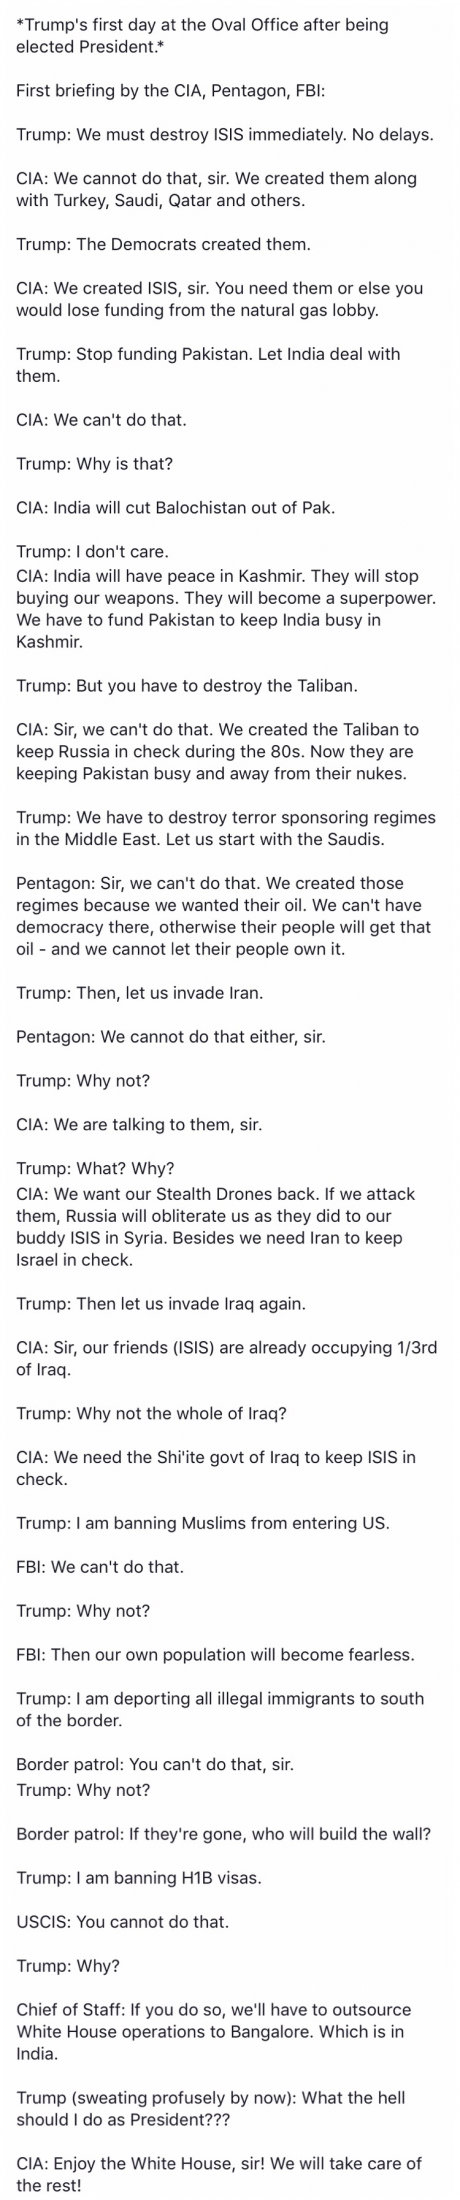 *Trump's first day at the Oval Office after being
elected President.*
First briefing by the CIA, Pentagon, FBI:
Trump: We must destroy ISIS immediately. No delays.
CIA: We cannot do that, sir. We created them along
with Turkey, Saudi, Qatar and others.
Trump: The Democrats created them.
CIA: We created ISIS, sir. You need them or else you
would lose funding from the natural gas lobby.
Trump: Stop funding Pakistan. Let India deal with
them.
CIA: We can't do that.
Trump: Why is that?
CIA: India will cut Balochistan out of Pak.
Trump: I don't care.
CIA: India will have peace in Kashmir. They will stop
buying our weapons. They will become a superpower.
We have to fund Pakistan to keep India busy in
Kashmir.
Trump: But you have to destroy the Taliban.
CIA: Sir, we can't do that. We created the Taliban to
keep Russia in check during the 80s. Now they are
keeping Pakistan busy and away from their nukes.
Trump: We have to destroy terror sponsoring regimes
in the Middle East. Let us start with the Saudis.
Pentagon: Sir, we can't do that. We created those
regimes because we wanted their oil. We can't have
democracy there, otherwise their people will get that
oil - and we cannot let their people own it.
Trump: Then, let us invade Iran.
Pentagon: We cannot do that either, sir.
Trump: Why not?
CIA: We are talking to them, sir.
Trump: What? Why?
CIA: We want our Stealth Drones back. If we attack
them, Russia will obliterate us as they did to our
buddy ISIS in Syria. Besides we need Iran to keep
Israel in check.
Trump: Then let us invade Iraq again.
CIA: Sir, our friends (ISIS) are already occupying 1/3rd
of Iraq.
Trump: Why not the whole of Iraq?
CIA: We need the Shi'ite govt of Iraq to keep ISIS in
check.
Trump: I am banning Muslims from entering US.
FBI: We can't do that.
Trump: Why not?
FBI: Then our own population will become fearless.
Trump: I am deporting all illegal immigrants to south
of the border.
Border patrol: You can't do that, sir.
Trump: Why not?
Border patrol: If they're gone, who will build the wall?
Trump: I am banning H1B visas.
USCIS: You cannot do that.
Trump: Why?
Chief of Staff: If you do so, we'll have to outsource
White House operations to Bangalore. Which is in
India.
Trump (sweating profusely by now): What the hell
should I do as President???
CIA: Enjoy the White House, sir! We will take care of
the rest!